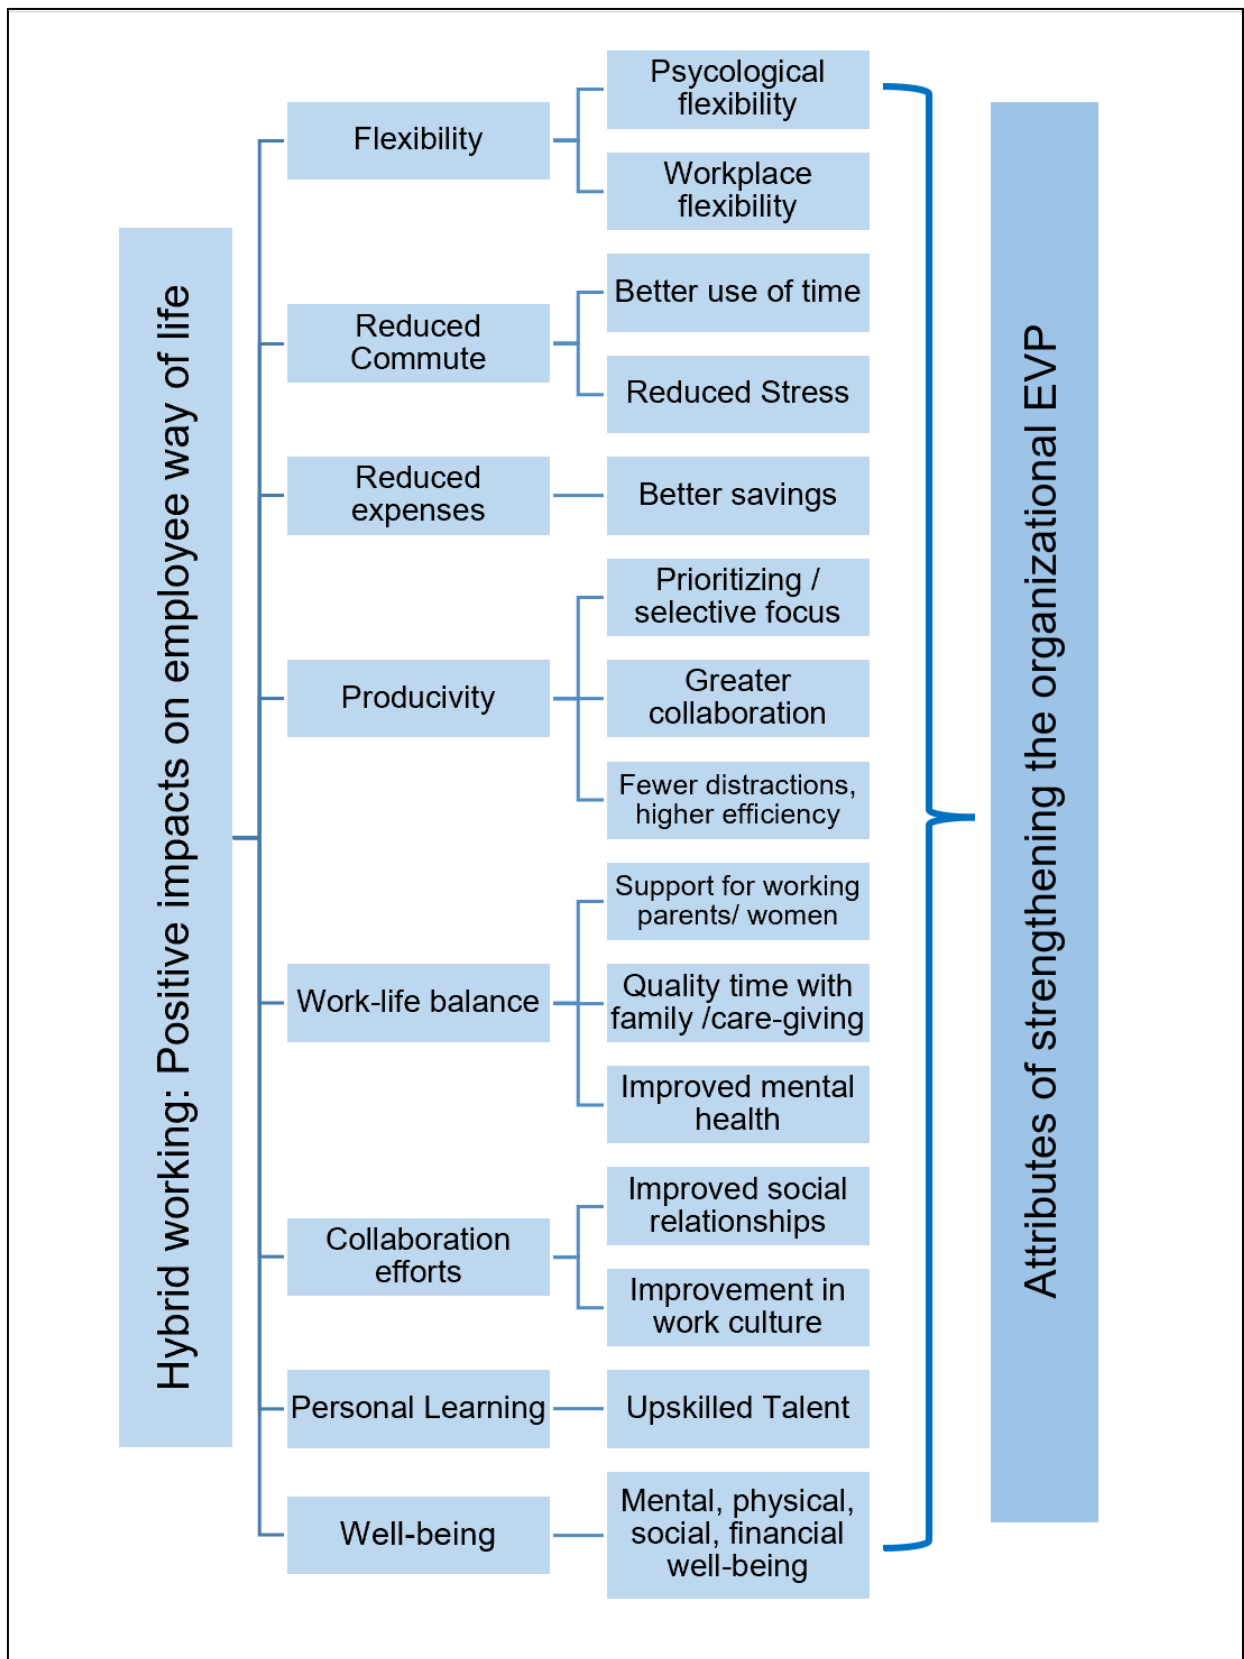 Hybrid working: Positive impacts on employee way of life
Flexibility
Psycological
flexibility
Workplace
flexibility
Reduced
Commute
Better use of time
Reduced Stress
Reduced
expenses
Better savings
Producivity
Prioritizing /
selective focus
Greater
collaboration
Fewer distractions,
higher efficiency
Work-life balance
Support for working
parents/ women
Quality time with
family /care-giving
Improved mental
health
Collaboration
efforts
Improved social
relationships
Improvement in
work culture
Personal Learning
Upskilled Talent
Well-being
Mental, physical,
social, financial
well-being
Attributes of strengthening the organizational EVP